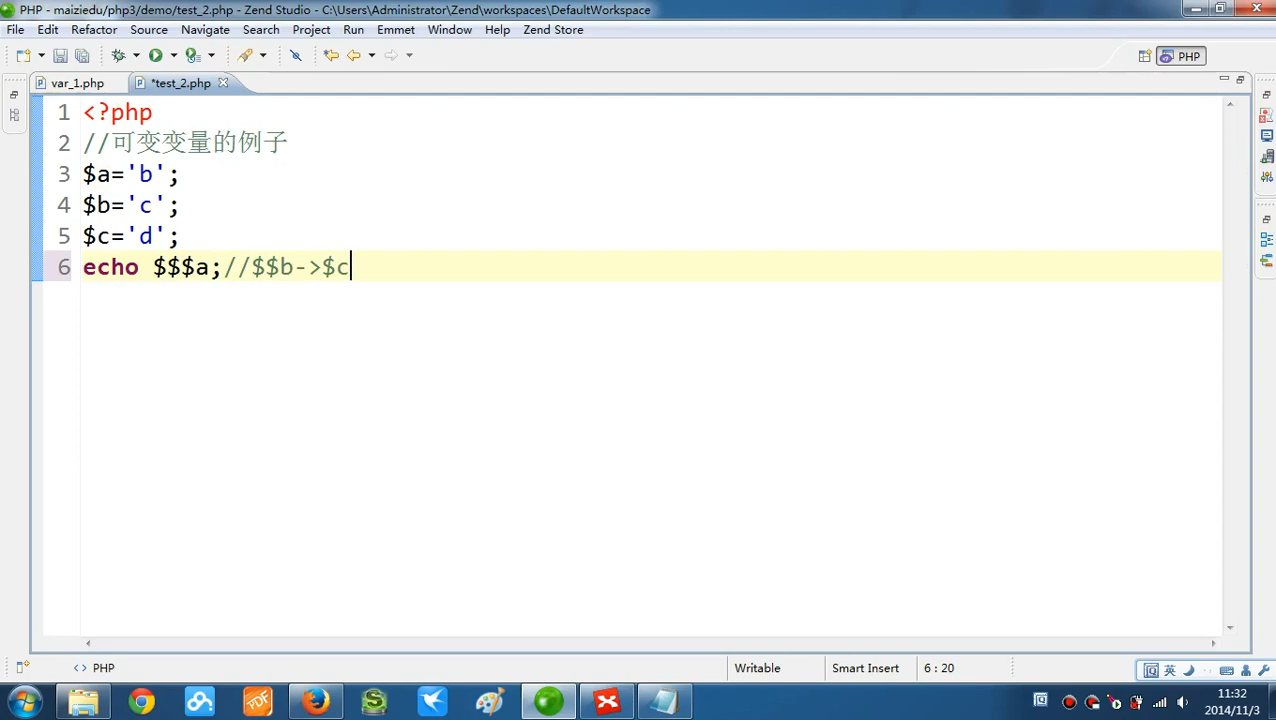 PHP - maiziedu/php3/demo/test_2.php - Zend Studio - C:\Users\Administrator\Zend\workspaces\DefaultWorkspace
File Edit Refactor Source Navigate Search Project Run Emmet Window Help Zend Store
PHP
var_1.php *test_2.php
1 <?php
2 //可变变量的例子
3 $a='b';
4 $b='c';
5 $c='d';
6 echo $$$a;//$$b->$c
<> PHP Writable Smart Insert 6 : 20
英
PDF
11:32
2014/11/3